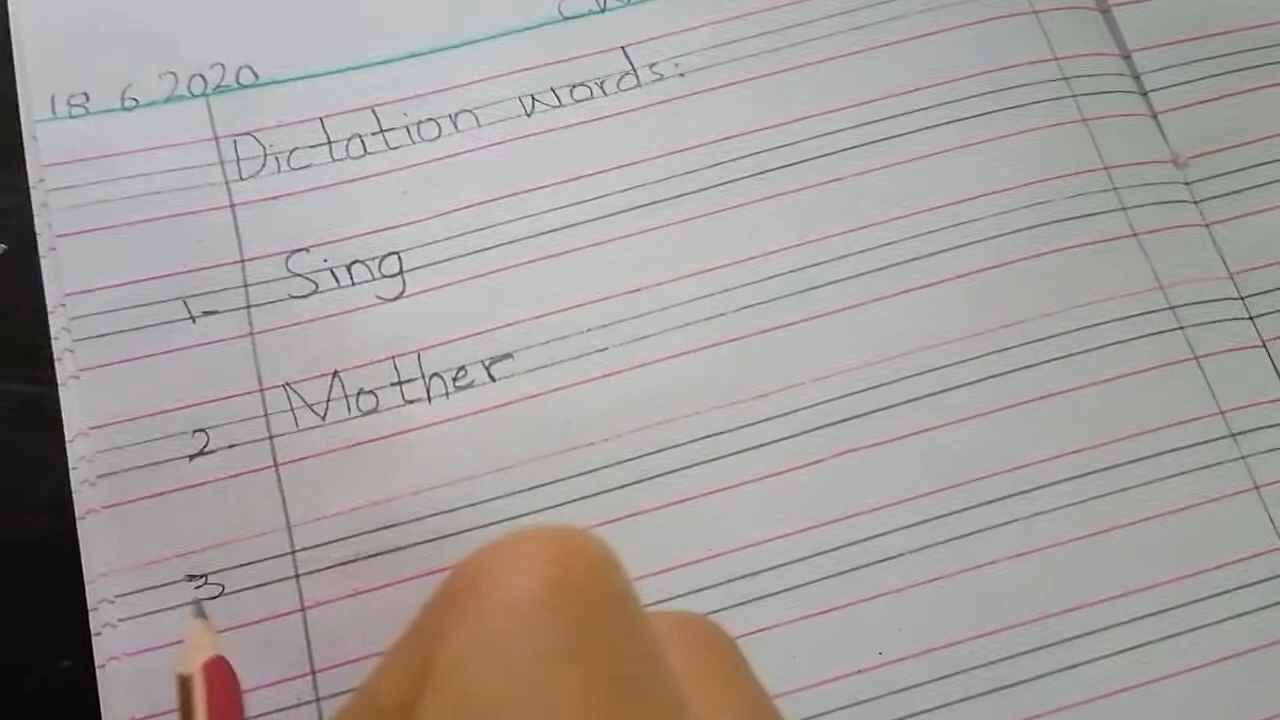 18 6 2020
Dictation words:
1- Sing
2- Mother
3